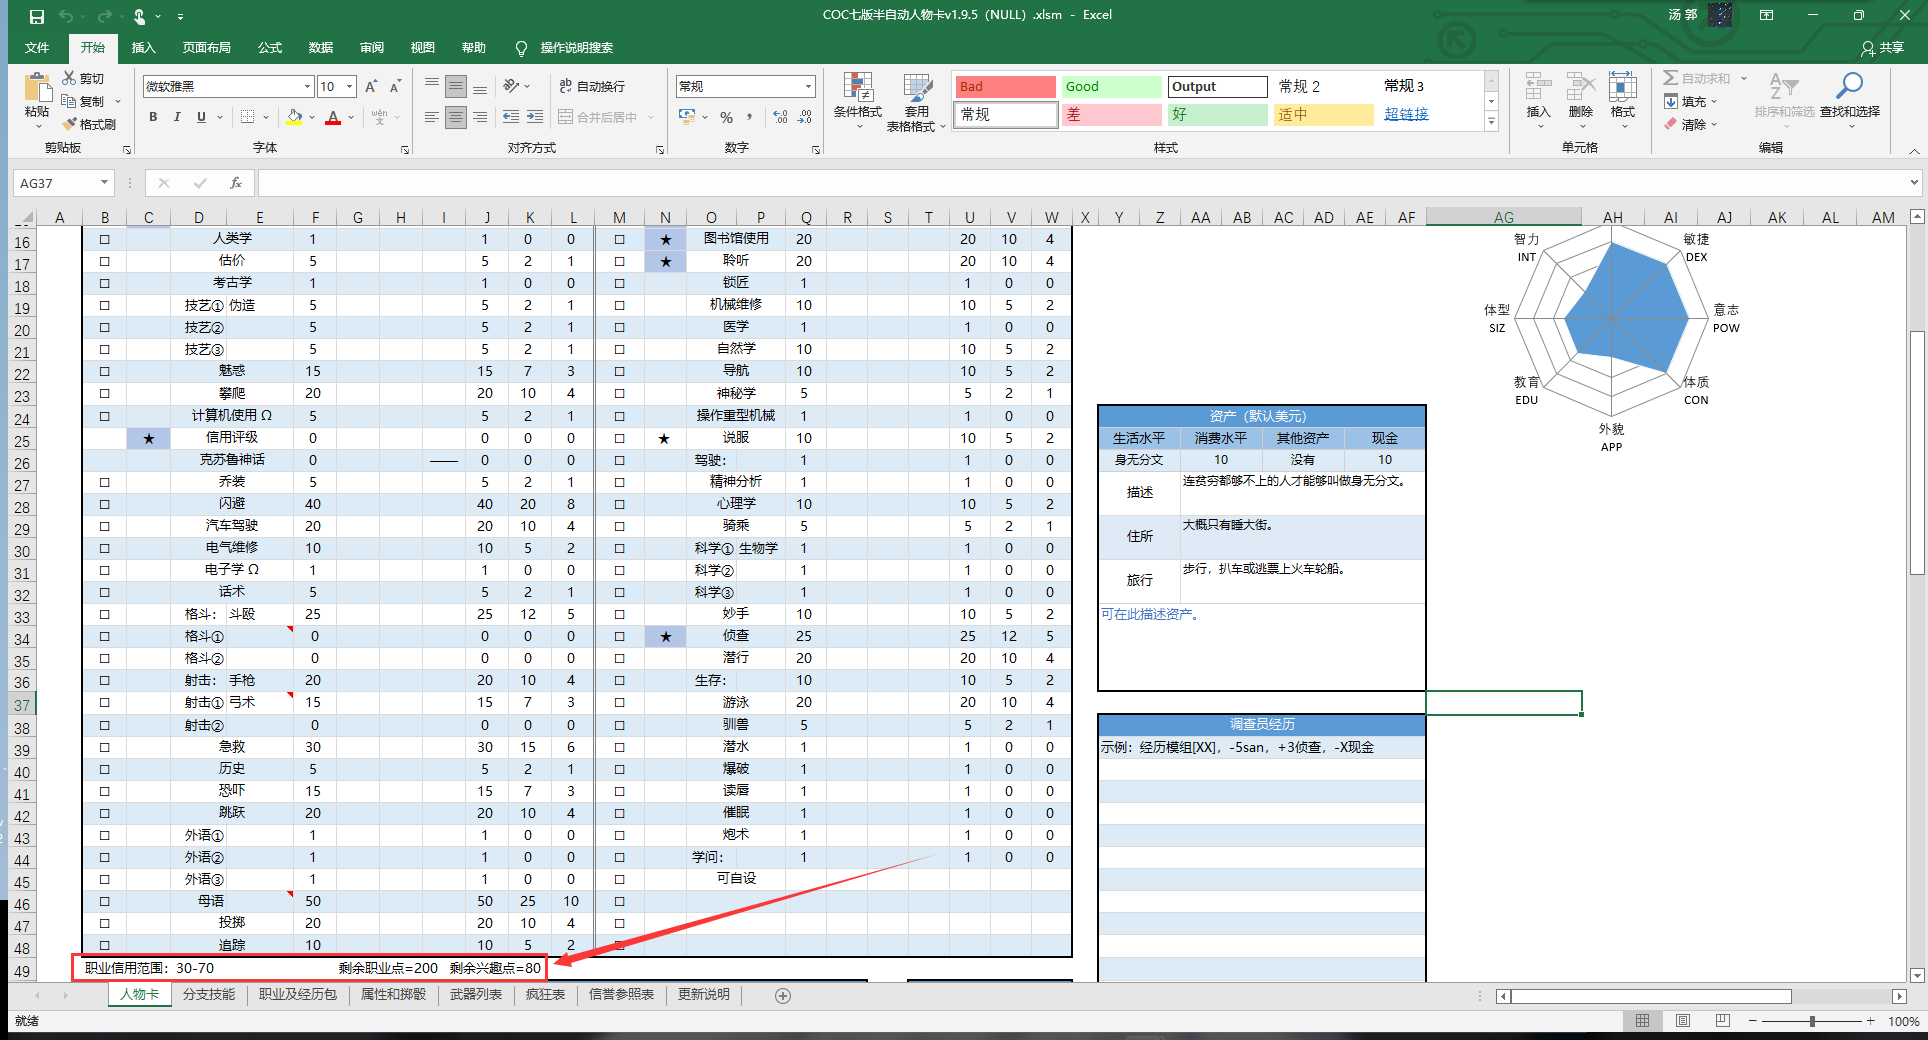 COC七版半自动人物卡v1.9.5（NULL）.xlsm - Excel
汤 郭
文件 开始 插入 页面布局 公式 数据 审阅 视图 帮助 操作说明搜索 共享
粘贴 剪切 复制 格式刷
微软雅黑 10 A A
B I U A wén
ab 自动换行 合并后居中
常规
% , .00
条件格式 套用表格格式
Bad Good Output 常规 2 常规 3
常规 差 好 适中 超链接
插入 删除 格式
自动求和 填充 清除 排序和筛选 查找和选择
剪贴板 字体 对齐方式 数字 样式 单元格 编辑
AG37 fx
A B C D E F G H I J K L M N O P Q R S T U V W X Y Z AA AB AC AD AE AF AG AH AI AJ AK AL AM
16 □ 人类学 1 1 0 0 □ ★ 图书馆使用 20 20 10 4
17 □ 估价 5 5 2 1 □ ★ 聆听 20 20 10 4
18 □ 考古学 1 1 0 0 □ 锁匠 1 1 0 0
19 □ 技艺① 伪造 5 5 2 1 □ 机械维修 10 10 5 2
20 □ 技艺② 5 5 2 1 □ 医学 1 1 0 0
21 □ 技艺③ 5 5 2 1 □ 自然学 10 10 5 2
22 □ 魅惑 15 15 7 3 □ 导航 10 10 5 2
23 □ 攀爬 20 20 10 4 □ 神秘学 5 5 2 1
24 □ 计算机使用 Ω 5 5 2 1 □ 操作重型机械 1 1 0 0
25 ★ 信用评级 0 0 0 0 □ ★ 说服 10 10 5 2
26 克苏鲁神话 0 —— 0 0 0 □ 驾驶： 1 1 0 0
27 □ 乔装 5 5 2 1 □ 精神分析 1 1 0 0
28 □ 闪避 40 40 20 8 □ 心理学 10 10 5 2
29 □ 汽车驾驶 20 20 10 4 □ 骑乘 5 5 2 1
30 □ 电气维修 10 10 5 2 □ 科学① 生物学 1 1 0 0
31 □ 电子学 Ω 1 1 0 0 □ 科学② 1 1 0 0
32 □ 话术 5 5 2 1 □ 科学③ 1 1 0 0
33 □ 格斗： 斗殴 25 25 12 5 □ 妙手 10 10 5 2
34 □ 格斗① 0 0 0 0 □ ★ 侦查 25 25 12 5
35 □ 格斗② 0 0 0 0 □ 潜行 20 20 10 4
36 □ 射击： 手枪 20 20 10 4 □ 生存： 10 10 5 2
37 □ 射击① 弓术 15 15 7 3 □ 游泳 20 20 10 4
38 □ 射击② 0 0 0 0 □ 驯兽 5 5 2 1
39 □ 急救 30 30 15 6 □ 潜水 1 1 0 0
40 □ 历史 5 5 2 1 □ 爆破 1 1 0 0
41 □ 恐吓 15 15 7 3 □ 读唇 1 1 0 0
42 □ 跳跃 20 20 10 4 □ 催眠 1 1 0 0
43 □ 外语① 1 1 0 0 □ 炮术 1 1 0 0
44 □ 外语② 1 1 0 0 □ 学问： 1 1 0 0
45 □ 外语③ 1 1 0 0 □ 可自设
46 □ 母语 50 50 25 10 □
47 □ 投掷 20 20 10 4 □
48 □ 追踪 10 10 5 2 □
49 职业信用范围：30-70 剩余职业点=200 剩余兴趣点=80
智力
INT
敏捷
DEX
体型
SIZ
意志
POW
教育
EDU
体质
CON
外貌
APP
资产（默认美元）
生活水平 消费水平 其他资产 现金
身无分文 10 没有 10
描述 连贫穷都够不上的人才能够叫做身无分文。
住所 大概只有睡大街。
旅行 步行，扒车或逃票上火车轮船。
可在此描述资产。
调查员经历
示例：经历模组[XX]，-5san，+3侦查，-X现金
人物卡 分支技能 职业及经历包 属性和掷骰 武器列表 疯狂表 信誉参照表 更新说明
就绪 100%